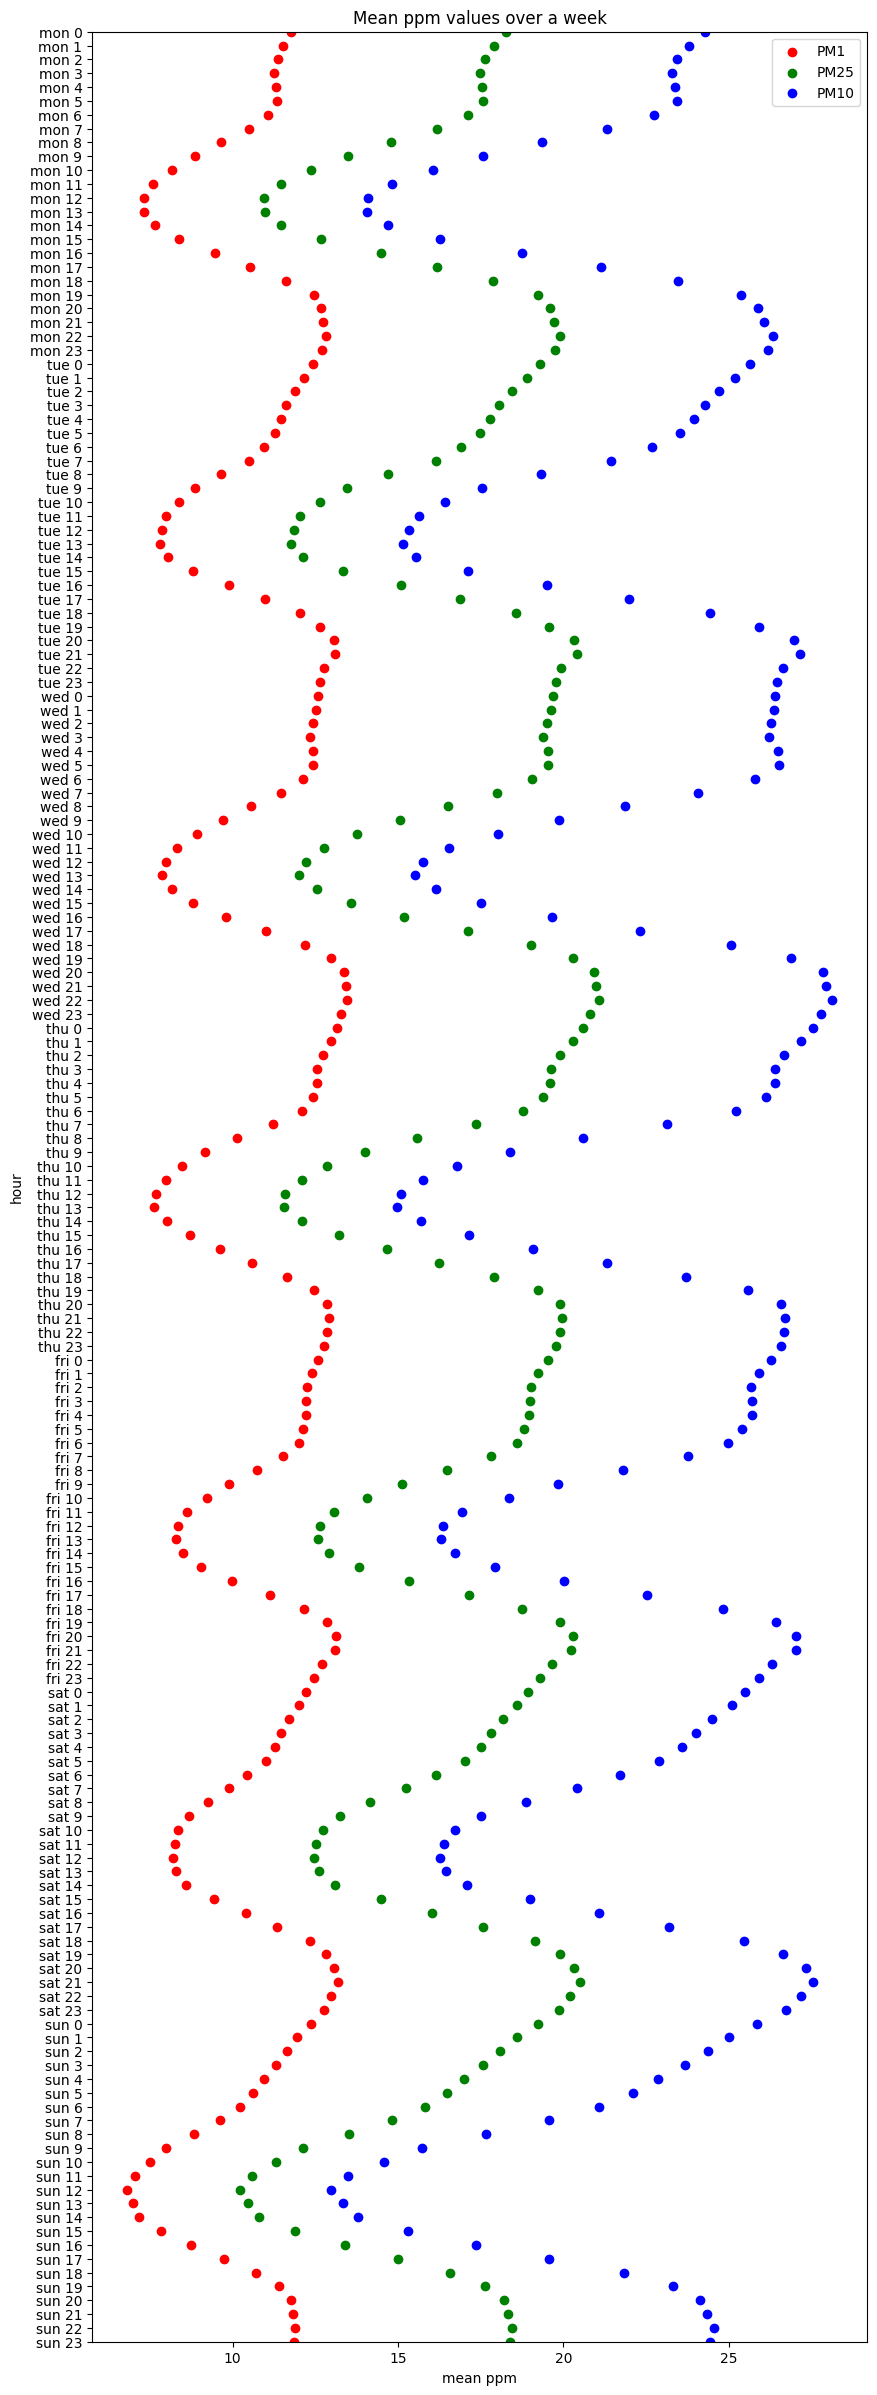 Mean ppm values over a week
PM1
PM25
PM10
mon 0
mon 1
mon 2
mon 3
mon 4
mon 5
mon 6
mon 7
mon 8
mon 9
mon 10
mon 11
mon 12
mon 13
mon 14
mon 15
mon 16
mon 17
mon 18
mon 19
mon 20
mon 21
mon 22
mon 23
tue 0
tue 1
tue 2
tue 3
tue 4
tue 5
tue 6
tue 7
tue 8
tue 9
tue 10
tue 11
tue 12
tue 13
tue 14
tue 15
tue 16
tue 17
tue 18
tue 19
tue 20
tue 21
tue 22
tue 23
wed 0
wed 1
wed 2
wed 3
wed 4
wed 5
wed 6
wed 7
wed 8
wed 9
wed 10
wed 11
wed 12
wed 13
wed 14
wed 15
wed 16
wed 17
wed 18
wed 19
wed 20
wed 21
wed 22
wed 23
thu 0
thu 1
thu 2
thu 3
thu 4
thu 5
thu 6
thu 7
thu 8
thu 9
thu 10
thu 11
thu 12
thu 13
thu 14
thu 15
thu 16
thu 17
thu 18
thu 19
thu 20
thu 21
thu 22
thu 23
fri 0
fri 1
fri 2
fri 3
fri 4
fri 5
fri 6
fri 7
fri 8
fri 9
fri 10
fri 11
fri 12
fri 13
fri 14
fri 15
fri 16
fri 17
fri 18
fri 19
fri 20
fri 21
fri 22
fri 23
sat 0
sat 1
sat 2
sat 3
sat 4
sat 5
sat 6
sat 7
sat 8
sat 9
sat 10
sat 11
sat 12
sat 13
sat 14
sat 15
sat 16
sat 17
sat 18
sat 19
sat 20
sat 21
sat 22
sat 23
sun 0
sun 1
sun 2
sun 3
sun 4
sun 5
sun 6
sun 7
sun 8
sun 9
sun 10
sun 11
sun 12
sun 13
sun 14
sun 15
sun 16
sun 17
sun 18
sun 19
sun 20
sun 21
sun 22
sun 23
hour
10 15 20 25
mean ppm